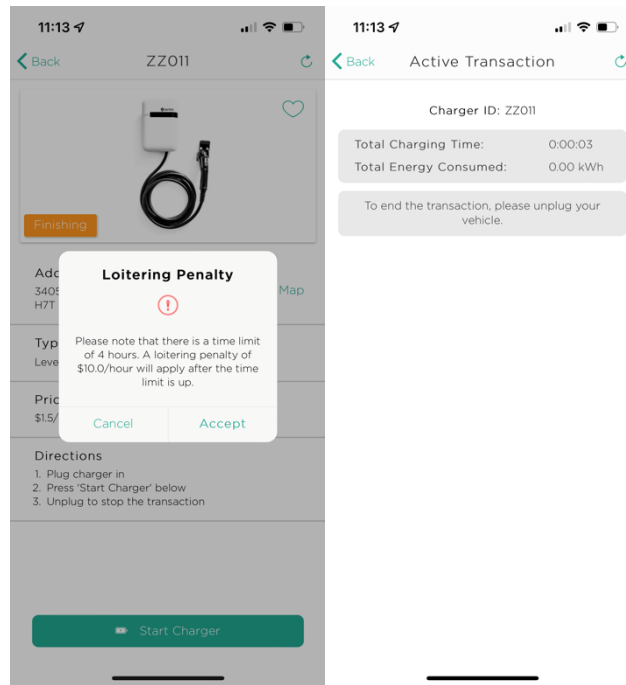 11:13
Back
ZZ011
Finishing
Add
3405
H7T
Map
Typ
Leve
Pric
$1.5/
Loitering Penalty
Please note that there is a time limit
of 4 hours. A loitering penalty of
$10.0/hour will apply after the time
limit is up.
Cancel
Accept
Directions
1. Plug charger in
2. Press 'Start Charger' below
3. Unplug to stop the transaction
Start Charger
11:13
Back
Active Transaction
Charger ID: ZZ011
Total Charging Time: 0:00:03
Total Energy Consumed: 0.00 kWh
To end the transaction, please unplug your
vehicle.